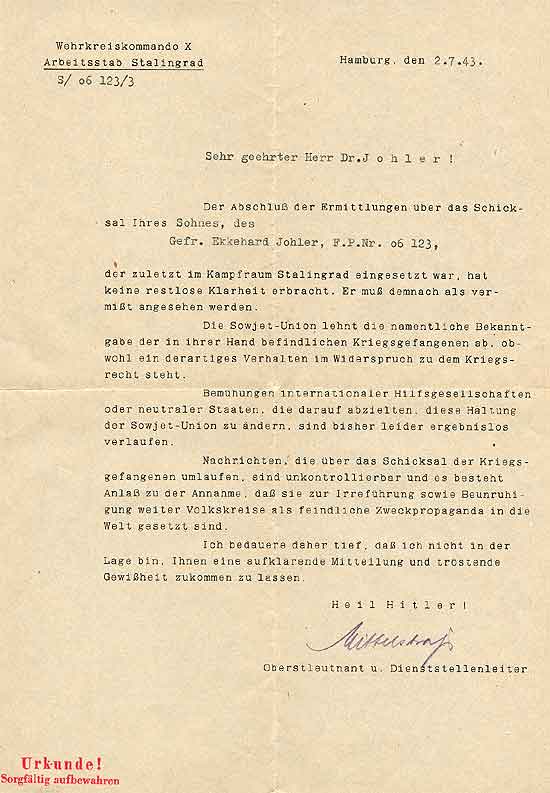 Wehrkreiskommando X
Arbeitsstab Stalingrad
S/ o6 123/3
Hamburg, den 2.7.43.
Sehr geehrter Herr Dr.J o h l e r !
Der Abschluß der Ermittlungen über das Schick-
sal Ihres Sohnes, des
Gefr. Ekkehard Johler, F.P.Nr. o6 123,
der zuletzt im Kampfraum Stalingrad eingesetzt war, hat
keine restlose Klarheit erbracht. Er muß demnach als ver-
mißt angesehen werden.
Die Sowjet-Union lehnt die namentliche Bekannt-
gabe der in ihrer Hand befindlichen Kriegsgefangenen ab, ob-
wohl ein derartiges Verhalten im Widerspruch zu dem Kriegs-
recht steht.
Bemühungen internationaler Hilfsgesellschaften
oder neutraler Staaten, die darauf abzielten, diese Haltung
der Sowjet-Union zu ändern, sind bisher leider ergebnislos
verlaufen.
Nachrichten, die über das Schicksal der Kriegs-
gefangenen umlaufen, sind unkontrollierbar und es besteht
Anlaß zu der Annahme, daß sie zur Irreführung sowie Beunruhi-
gung weiter Volkskreise als feindliche Zweckpropaganda in die
Welt gesetzt sind.
Ich bedauere daher tief, daß ich nicht in der
Lage bin, Ihnen eine aufklärende Mitteilung und tröstende
Gewißheit zukommen zu lassen.
H e i l  H i t l e r !
Mittelstraß
Oberstleutnant u. Dienststellenleiter
Urkunde!
Sorgfältig aufbewahren